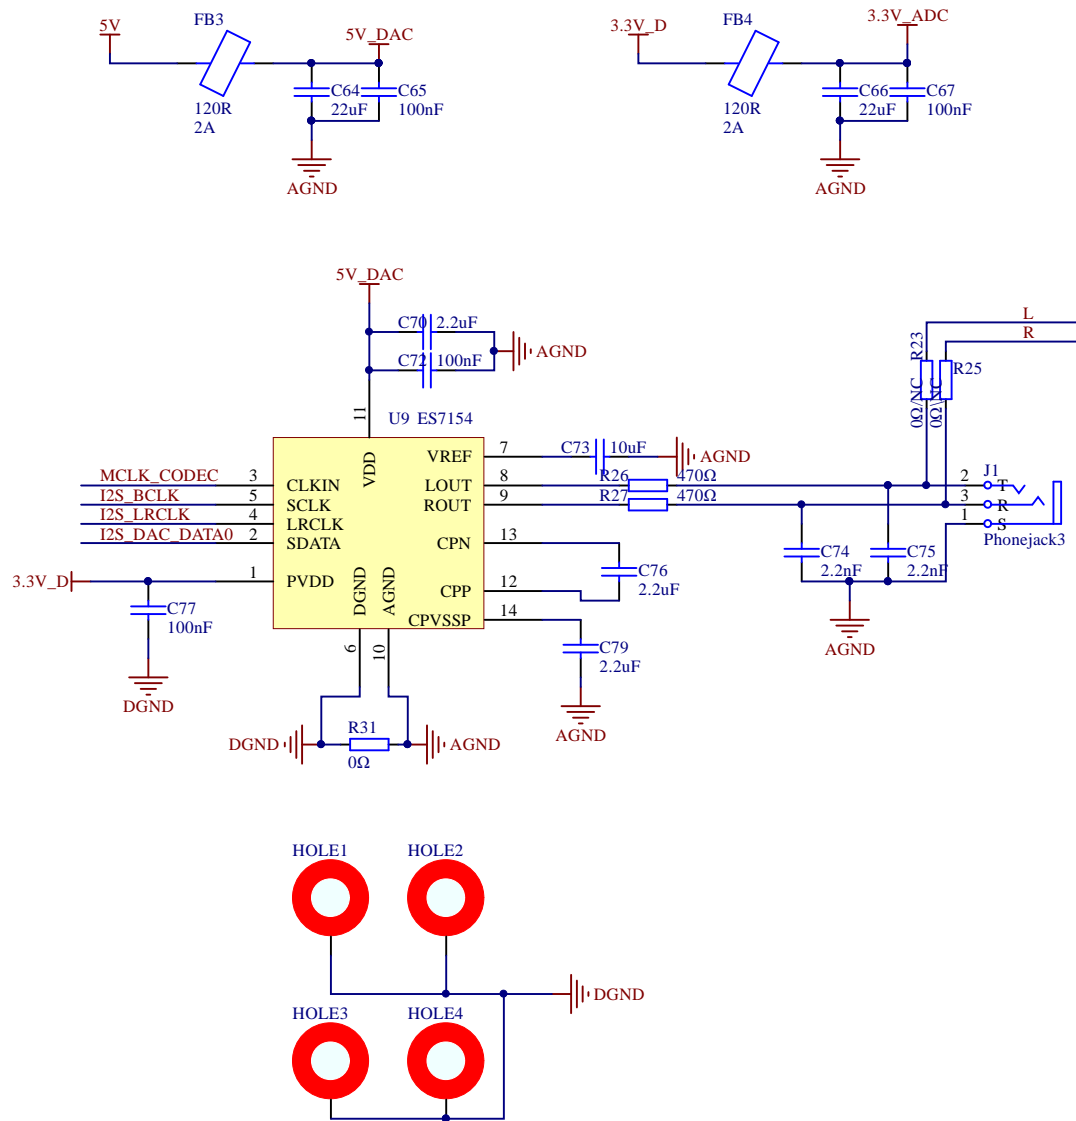 5V
FB3
5V_DAC
120R
2A
C64
22uF
C65
100nF
AGND
3.3V_D
FB4
3.3V_ADC
120R
2A
C66
22uF
C67
100nF
AGND
5V_DAC
C70 2.2uF
C72 100nF
AGND
11
U9 ES7154
VDD
MCLK_CODEC 3 CLKIN
I2S_BCLK 5 SCLK
I2S_LRCLK 4 LRCLK
I2S_DAC_DATA0 2 SDATA
3.3V_D 1 PVDD
VREF 7
LOUT 8
ROUT 9
CPN 13
CPP 12
CPVSSP 14
DGND
AGND
6
10
C77
100nF
DGND
DGND
R31
0Ω
AGND
C73 10uF
AGND
R26 470Ω
R27 470Ω
C76
2.2uF
C79
2.2uF
AGND
C74
2.2nF
C75
2.2nF
AGND
L
R
R23
0Ω/NC
R25
0Ω/NC
J1
2 T
3 R
1 S
Phonejack3
HOLE1
HOLE2
DGND
HOLE3
HOLE4